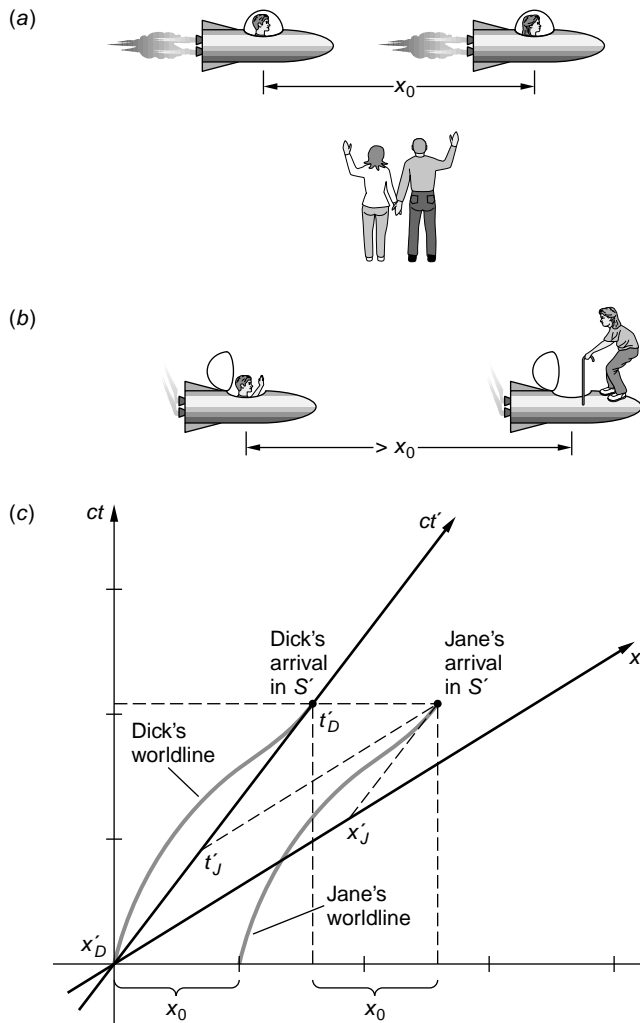 (a)
x0
(b)
> x0
(c)
ct
ct′
x
Dick's
arrival
in S′
Jane's
arrival
in S′
t′D
Dick's
worldline
x′J
t′J
Jane's
worldline
x′D
x0
x0